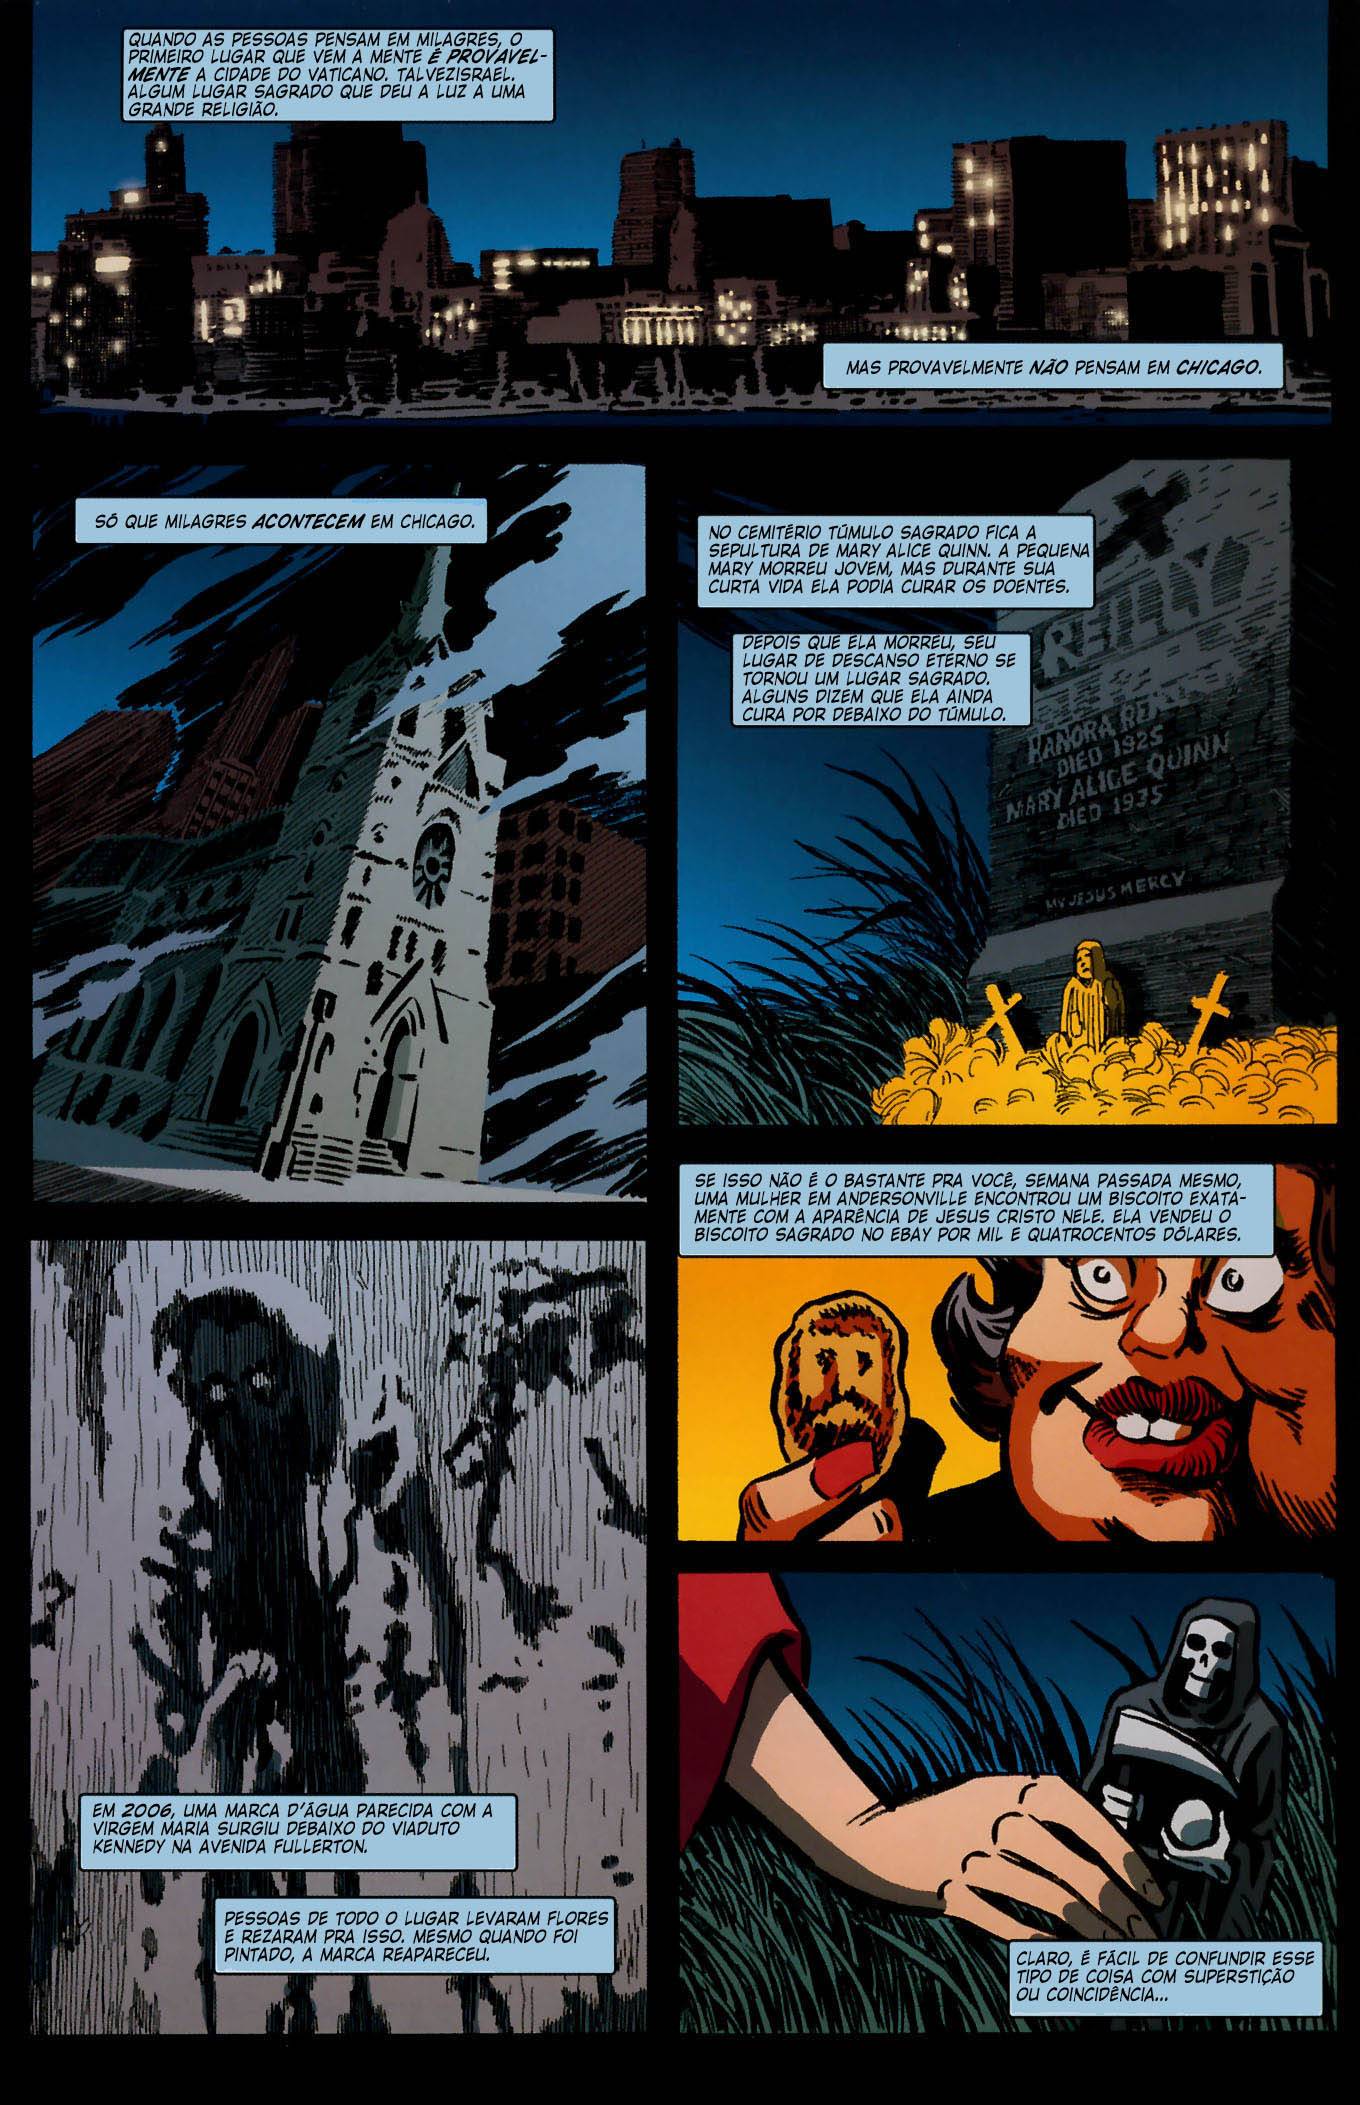 QUANDO AS PESSOAS PENSAM EM MILAGRES, O
PRIMEIRO LUGAR QUE VEM A MENTE É PROVAVEL-
MENTE A CIDADE DO VATICANO. TALVEZISRAEL.
ALGUM LUGAR SAGRADO QUE DEU A LUZ A UMA
GRANDE RELIGIÃO.
MAS PROVAVELMENTE NÃO PENSAM EM CHICAGO.
SÓ QUE MILAGRES ACONTECEM EM CHICAGO.
NO CEMITÉRIO TÚMULO SAGRADO FICA A
SEPULTURA DE MARY ALICE QUINN. A PEQUENA
MARY MORREU JOVEM, MAS DURANTE SUA
CURTA VIDA ELA PODIA CURAR OS DOENTES.
DEPOIS QUE ELA MORREU, SEU
LUGAR DE DESCANSO ETERNO SE
TORNOU UM LUGAR SAGRADO.
ALGUNS DIZEM QUE ELA AINDA
CURA POR DEBAIXO DO TÚMULO.
REILLY
HANORA
DIED 1925
MARY ALICE QUINN
DIED 1935
MY JESUS MERCY
EM 2006, UMA MARCA D'ÁGUA PARECIDA COM A
VIRGEM MARIA SURGIU DEBAIXO DO VIADUTO
KENNEDY NA AVENIDA FULLERTON.
PESSOAS DE TODO O LUGAR LEVARAM FLORES
E REZARAM PRA ISSO. MESMO QUANDO FOI
PINTADO, A MARCA REAPARECEU.
SE ISSO NÃO É O BASTANTE PRA VOCÊ, SEMANA PASSADA MESMO,
UMA MULHER EM ANDERSONVILLE ENCONTROU UM BISCOITO EXATA-
MENTE COM A APARÊNCIA DE JESUS CRISTO NELE. ELA VENDEU O
BISCOITO SAGRADO NO EBAY POR MIL E QUATROCENTOS DÓLARES.
CLARO, É FÁCIL DE CONFUNDIR ESSE
TIPO DE COISA COM SUPERSTIÇÃO
OU COINCIDÊNCIA...